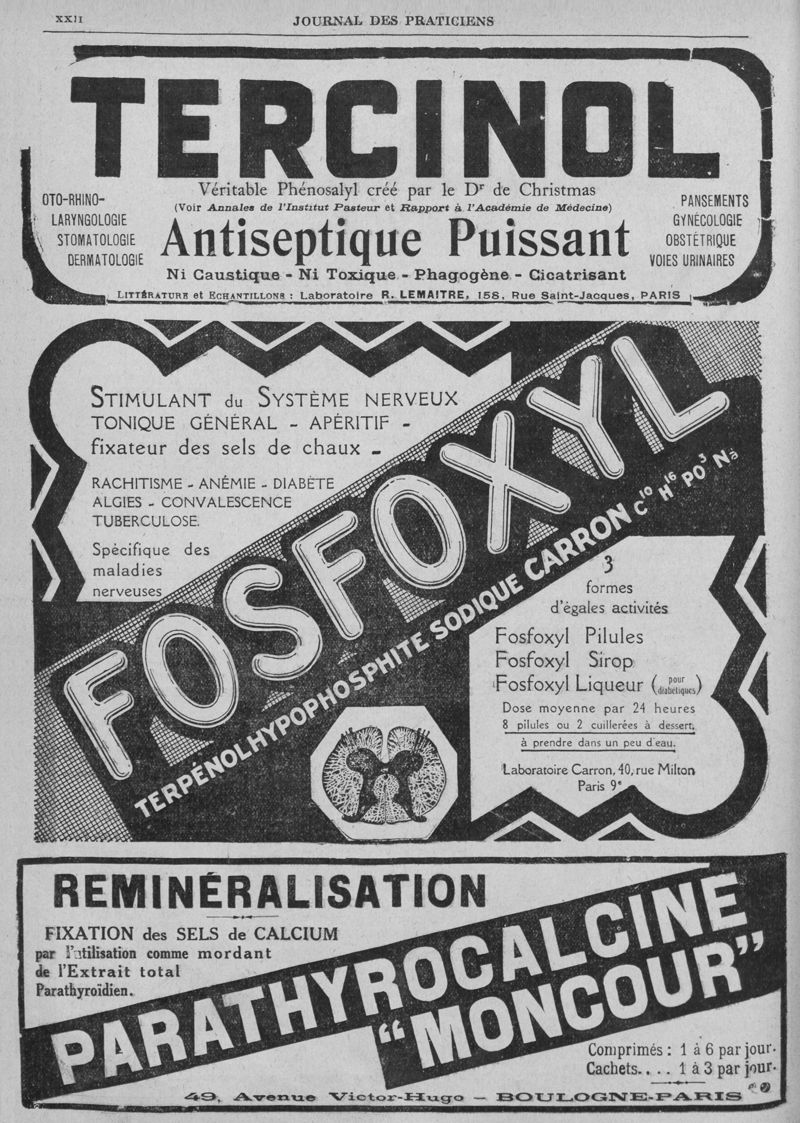 XXII
JOURNAL DES PRATICIENS
TERCINOL
Véritable Phénosalyl créé par le Dr de Christmas
(Voir Annales de l'Institut Pasteur et Rapport à l'Académie de Médecine)
OTO-RHINO-
LARYNGOLOGIE
STOMATOLOGIE
DERMATOLOGIE
Antiseptique Puissant
PANSEMENTS
GYNÉCOLOGIE
OBSTÉTRIQUE
VOIES URINAIRES
Ni Caustique - Ni Toxique - Phagogène - Cicatrisant
LITTÉRATURE et ECHANTILLONS : Laboratoire R. LEMAITRE, 158, Rue Saint-Jacques, PARIS
STIMULANT du SYSTÈME NERVEUX
TONIQUE GÉNÉRAL - APÉRITIF -
fixateur des sels de chaux -
RACHITISME - ANÉMIE - DIABÈTE
ALGIES - CONVALESCENCE
TUBERCULOSE.
Spécifique des
maladies
nerveuses
FOSFOXYL
TERPÉNOLHYPOPHOSPHITE SODIQUE CARRON C10 H16 PO3 Na
3
formes
d'égales activités
Fosfoxyl Pilules
Fosfoxyl Sirop
Fosfoxyl Liqueur (pour diabétiques)
Dose moyenne par 24 heures
8 pilules ou 2 cuillerées à dessert,
à prendre dans un peu d'eau.
Laboratoire Carron, 40, rue Milton
Paris 9e
REMINÉRALISATION
FIXATION des SELS de CALCIUM
par l'utilisation comme mordant
de l'Extrait total
Parathyroïdien.
PARATHYROCALCINE
"MONCOUR"
Comprimés : 1 à 6 par jour.
Cachets.... 1 à 3 par jour.
49, Avenue Victor-Hugo - BOULOGNE-PARIS